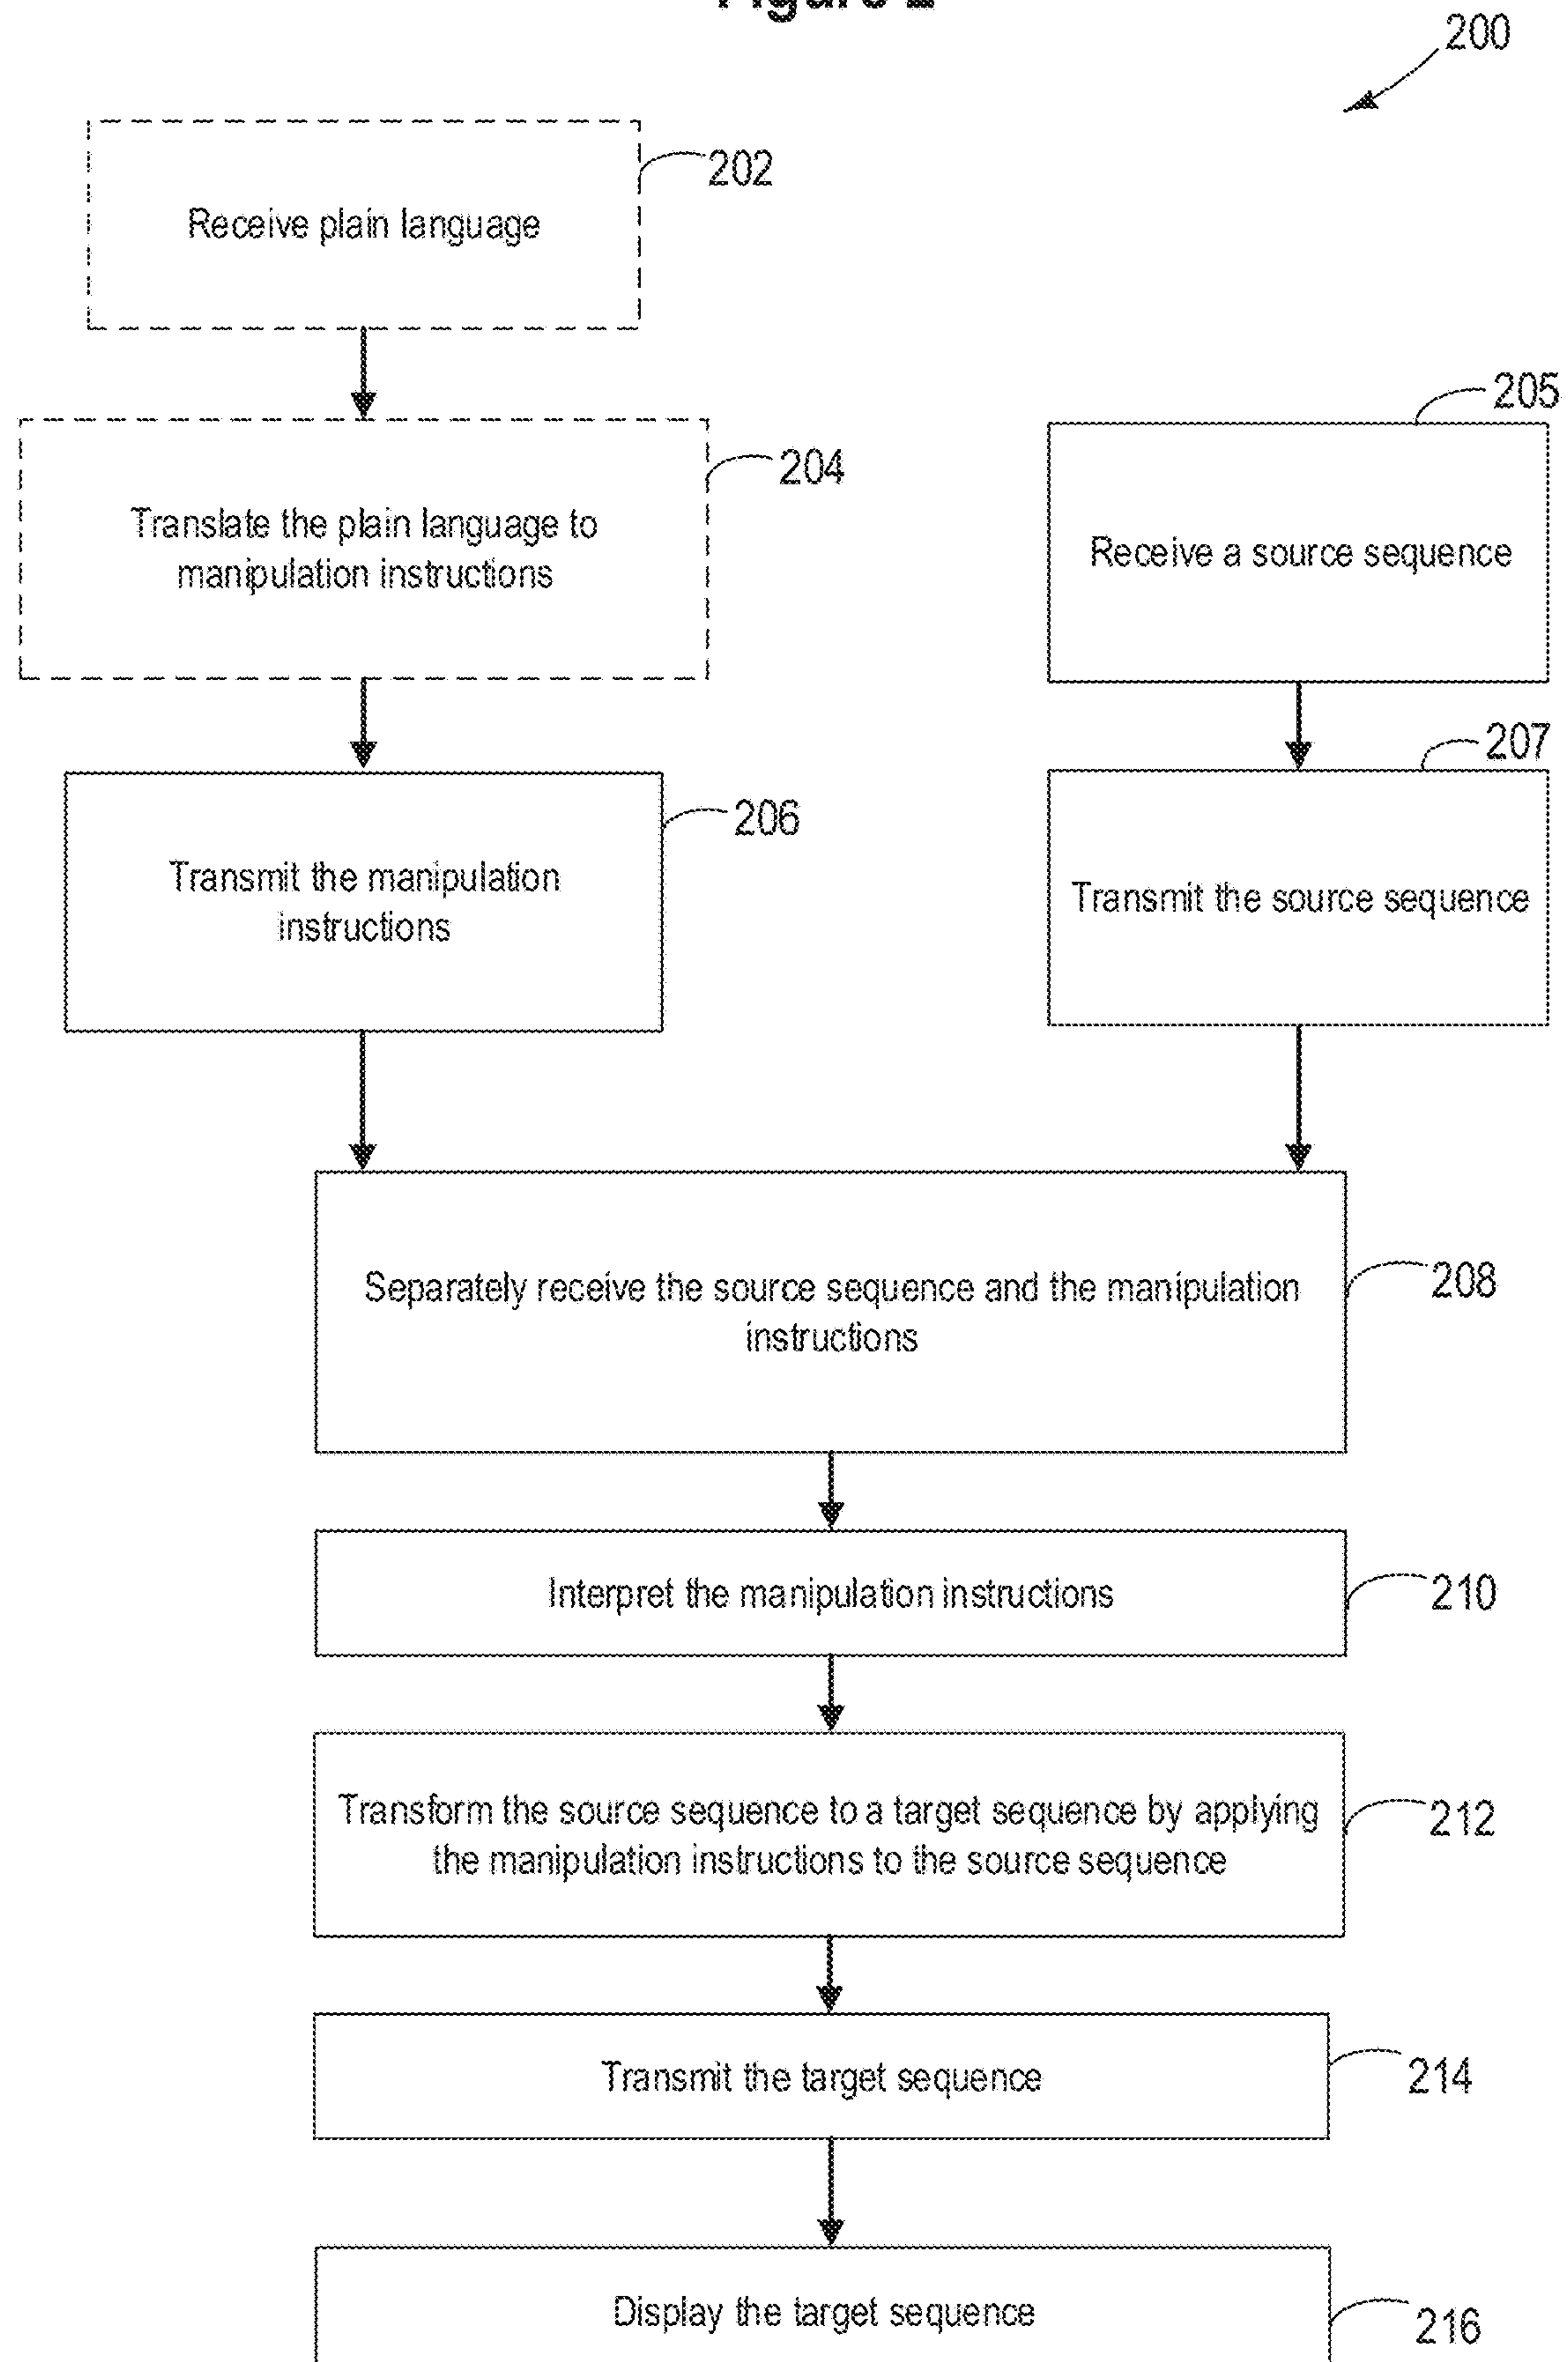 Figure 2
200
202
Receive plain language
204
Translate the plain language to
manipulation instructions
205
Receive a source sequence
206
Transmit the manipulation
instructions
207
Transmit the source sequence
208
Separately receive the source sequence and the manipulation
instructions
210
Interpret the manipulation instructions
212
Transform the source sequence to a target sequence by applying
the manipulation instructions to the source sequence
214
Transmit the target sequence
216
Display the target sequence